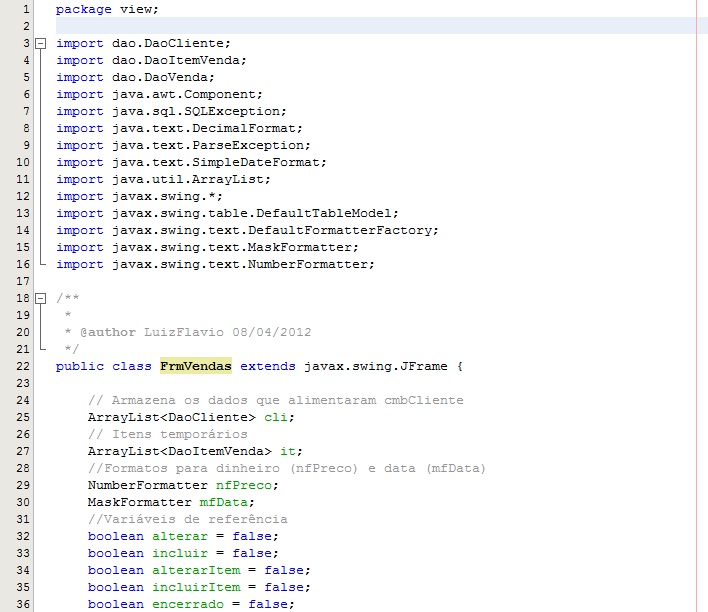 1 package view;
2
3 import dao.DaoCliente;
4 import dao.DaoItemVenda;
5 import dao.DaoVenda;
6 import java.awt.Component;
7 import java.sql.SQLException;
8 import java.text.DecimalFormat;
9 import java.text.ParseException;
10 import java.text.SimpleDateFormat;
11 import java.util.ArrayList;
12 import javax.swing.*;
13 import javax.swing.table.DefaultTableModel;
14 import javax.swing.text.DefaultFormatterFactory;
15 import javax.swing.text.MaskFormatter;
16 import javax.swing.text.NumberFormatter;
17
18 /**
19  *
20  * @author LuizFlavio 08/04/2012
21  */
22 public class FrmVendas extends javax.swing.JFrame {
23
24     // Armazena os dados que alimentaram cmbCliente
25     ArrayList<DaoCliente> cli;
26     // Itens temporários
27     ArrayList<DaoItemVenda> it;
28     //Formatos para dinheiro (nfPreco) e data (mfData)
29     NumberFormatter nfPreco;
30     MaskFormatter mfData;
31     //Variáveis de referência
32     boolean alterar = false;
33     boolean incluir = false;
34     boolean alterarItem = false;
35     boolean incluirItem = false;
36     boolean encerrado = false;